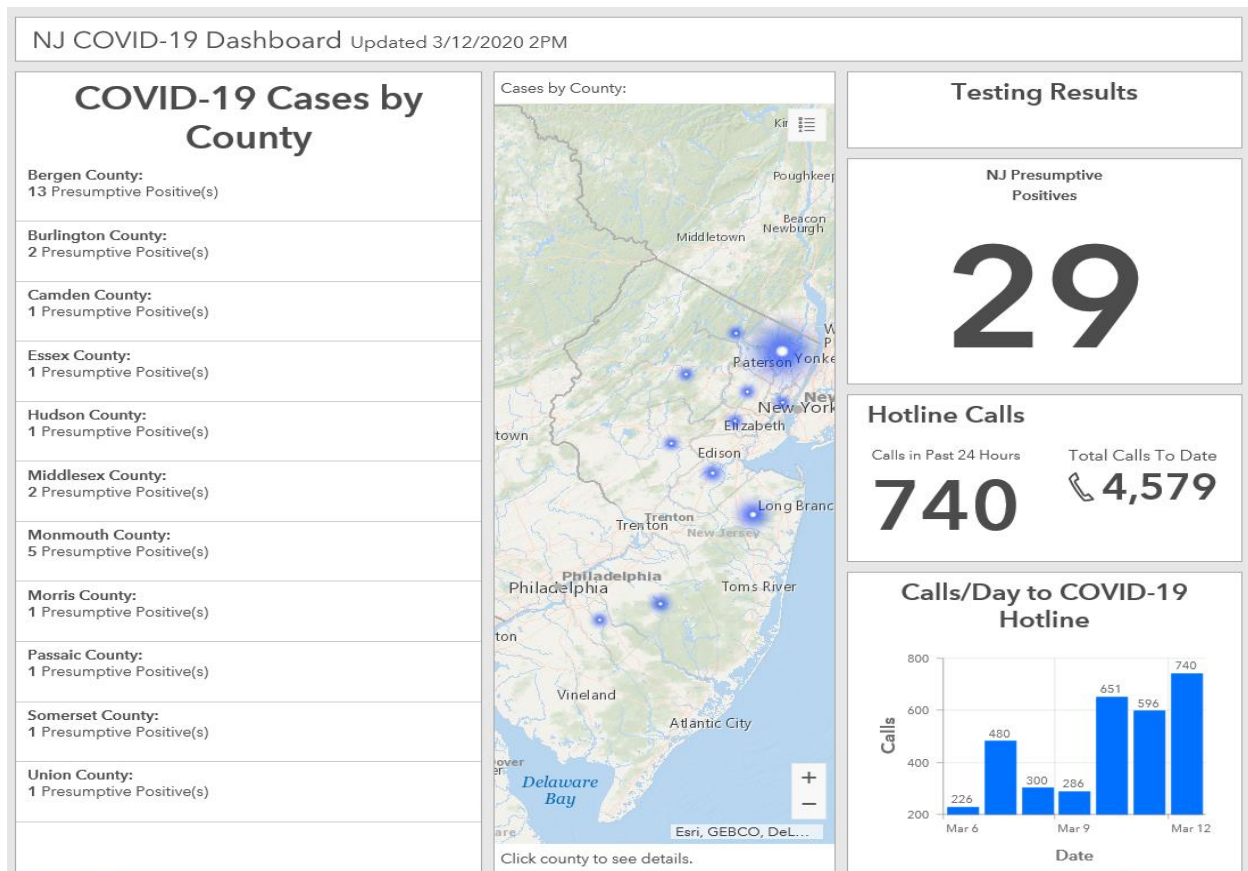 NJ COVID-19 Dashboard Updated 3/12/2020 2PM
COVID-19 Cases by
County
Bergen County:
13 Presumptive Positive(s)
Burlington County:
2 Presumptive Positive(s)
Camden County:
1 Presumptive Positive(s)
Essex County:
1 Presumptive Positive(s)
Hudson County:
1 Presumptive Positive(s)
Middlesex County:
2 Presumptive Positive(s)
Monmouth County:
5 Presumptive Positive(s)
Morris County:
1 Presumptive Positive(s)
Passaic County:
1 Presumptive Positive(s)
Somerset County:
1 Presumptive Positive(s)
Union County:
1 Presumptive Positive(s)
Cases by County:
Poughkeep
Beacon
Newburgh
Middletown
Paterson
Yonke
New
New York
Elizabeth
town
Edison
Long Branc
Trenton
Trenton
New Jersey
Philadelphia
Philadelphia
Toms River
ton
Vineland
Atlantic City
over
Delaware
Bay
+
−
Esri, GEBCO, DeL...
Click county to see details.
Testing Results
NJ Presumptive
Positives
29
Hotline Calls
Calls in Past 24 Hours
740
Total Calls To Date
4,579
Calls/Day to COVID-19
Hotline
Calls
800
600
400
200
226
480
300
286
651
596
740
Mar 6
Mar 9
Mar 12
Date